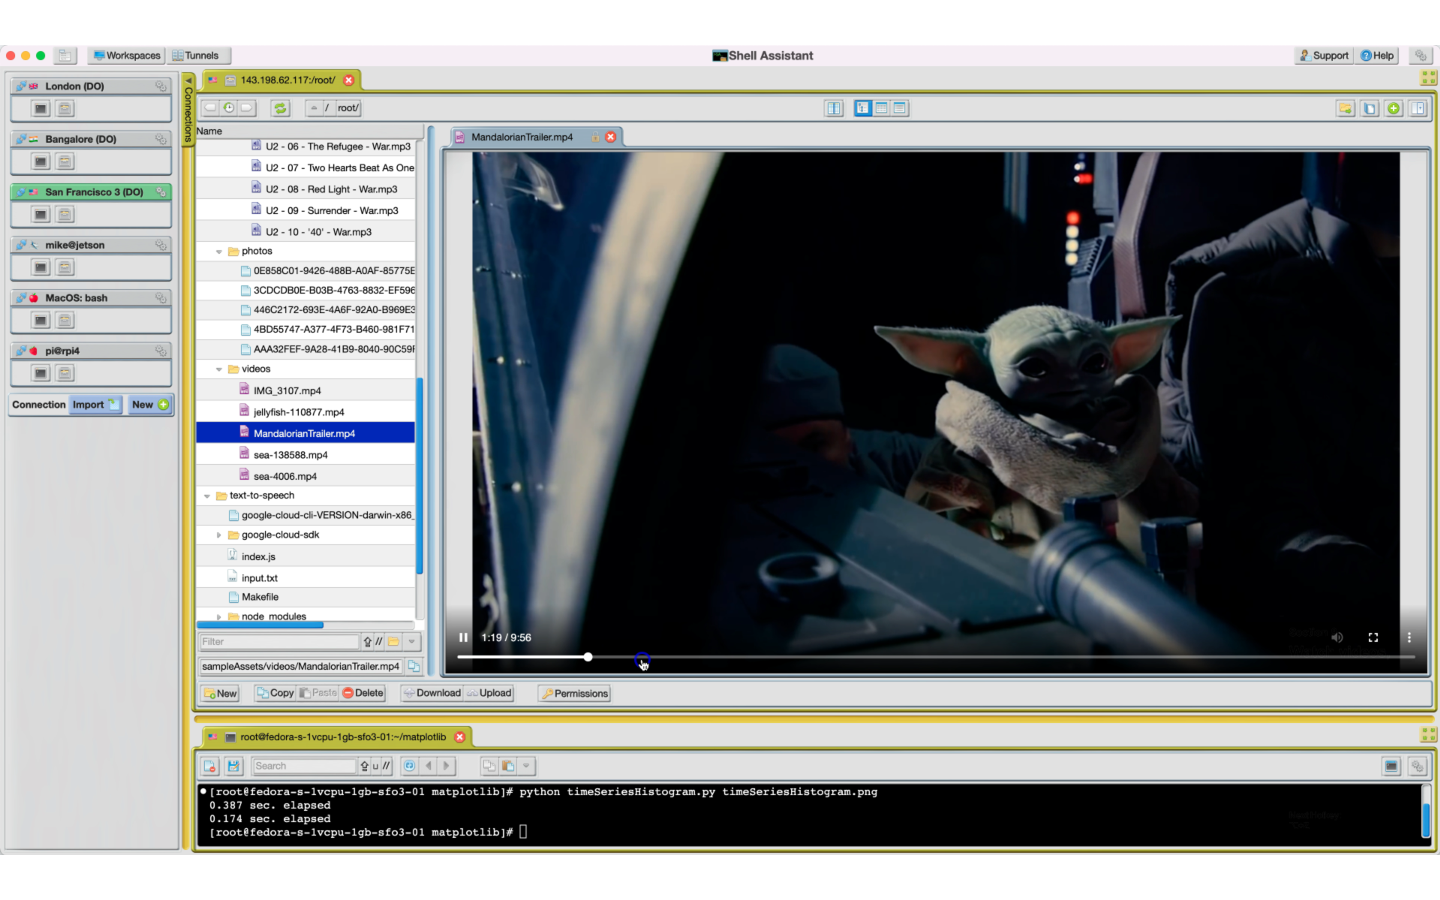 Workspaces Tunnels Shell Assistant Support Help
London (DO)
Bangalore (DO)
San Francisco 3 (DO)
mike@jetson
MacOS: bash
pi@rpi4
Connection Import New
Connections
143.198.62.117:/root/
/ root/
Name
U2 - 06 - The Refugee - War.mp3
U2 - 07 - Two Hearts Beat As One
U2 - 08 - Red Light - War.mp3
U2 - 09 - Surrender - War.mp3
U2 - 10 - '40' - War.mp3
photos
0E858C01-9426-488B-A0AF-85775E
3CDCDB0E-B03B-4763-8832-EF596
446C2172-693E-4A6F-92A0-B969E3
4BD55747-A377-4F73-B460-981F71
AAA32FEF-9A28-41B9-8040-90C59F
videos
IMG_3107.mp4
jellyfish-110877.mp4
MandalorianTrailer.mp4
sea-138588.mp4
sea-4006.mp4
text-to-speech
google-cloud-cli-VERSION-darwin-x86_
google-cloud-sdk
index.js
input.txt
Makefile
node_modules
Filter //
sampleAssets/videos/MandalorianTrailer.mp4
MandalorianTrailer.mp4
1:19 / 9:56
New Copy Paste Delete Download Upload Permissions
root@fedora-s-1vcpu-1gb-sfo3-01:~/matplotlib
Search u //
[root@fedora-s-1vcpu-1gb-sfo3-01 matplotlib]# python timeSeriesHistogram.py timeSeriesHistogram.png
0.387 sec. elapsed
0.174 sec. elapsed
[root@fedora-s-1vcpu-1gb-sfo3-01 matplotlib]#